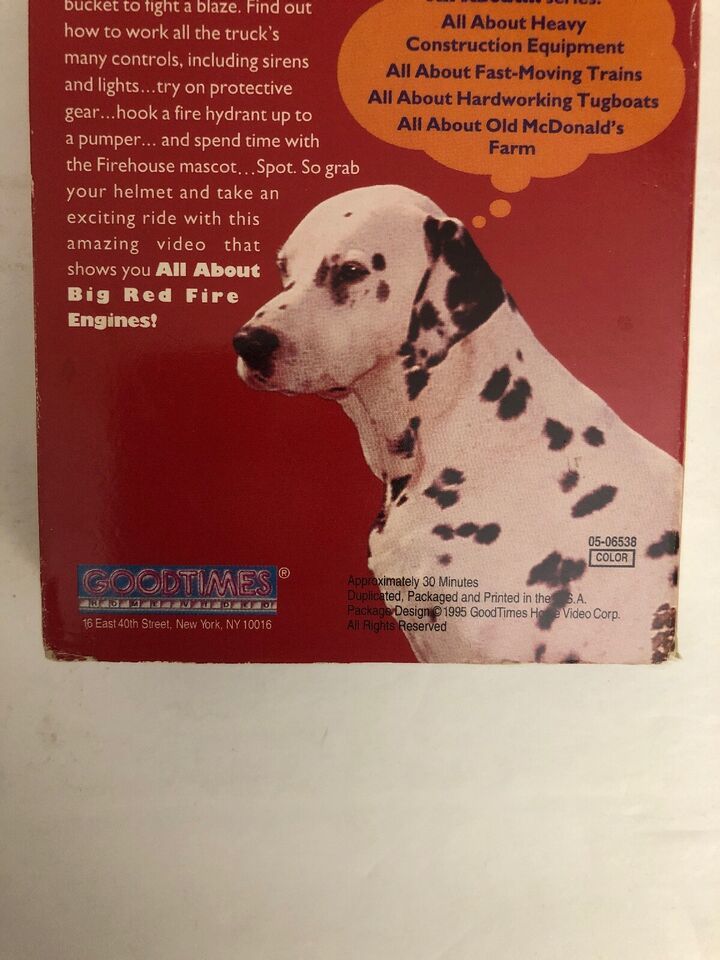 bucket to fight a blaze. Find out
how to work all the truck's
many controls, including sirens
and lights...try on protective
gear...hook a fire hydrant up to
a pumper... and spend time with
the Firehouse mascot...Spot. So grab
your helmet and take an
exciting ride with this
amazing video that
shows you All About
Big Red Fire
Engines!
series:
All About Heavy
Construction Equipment
All About Fast-Moving Trains
All About Hardworking Tugboats
All About Old McDonald's
Farm
GOODTIMES®
HOME VIDEO
16 East 40th Street, New York, NY 10016
05-06538
COLOR
Approximately 30 Minutes
Duplicated, Packaged and Printed in the U.S.A.
Package Design © 1995 GoodTimes Home Video Corp.
All Rights Reserved